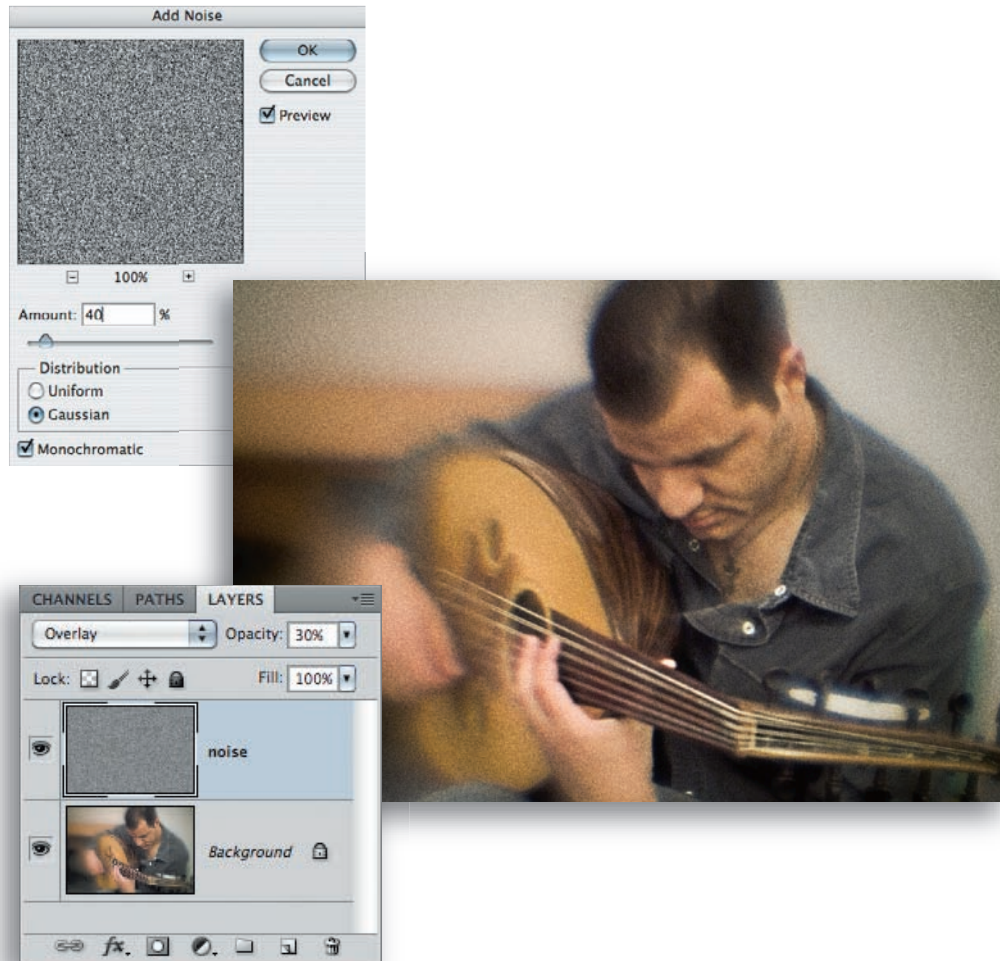 Add Noise
OK
Cancel
Preview
100%
Amount: 40 %
Distribution
Uniform
Gaussian
Monochromatic
CHANNELS PATHS LAYERS
Overlay Opacity: 30%
Lock: Fill: 100%
noise
Background
fx.